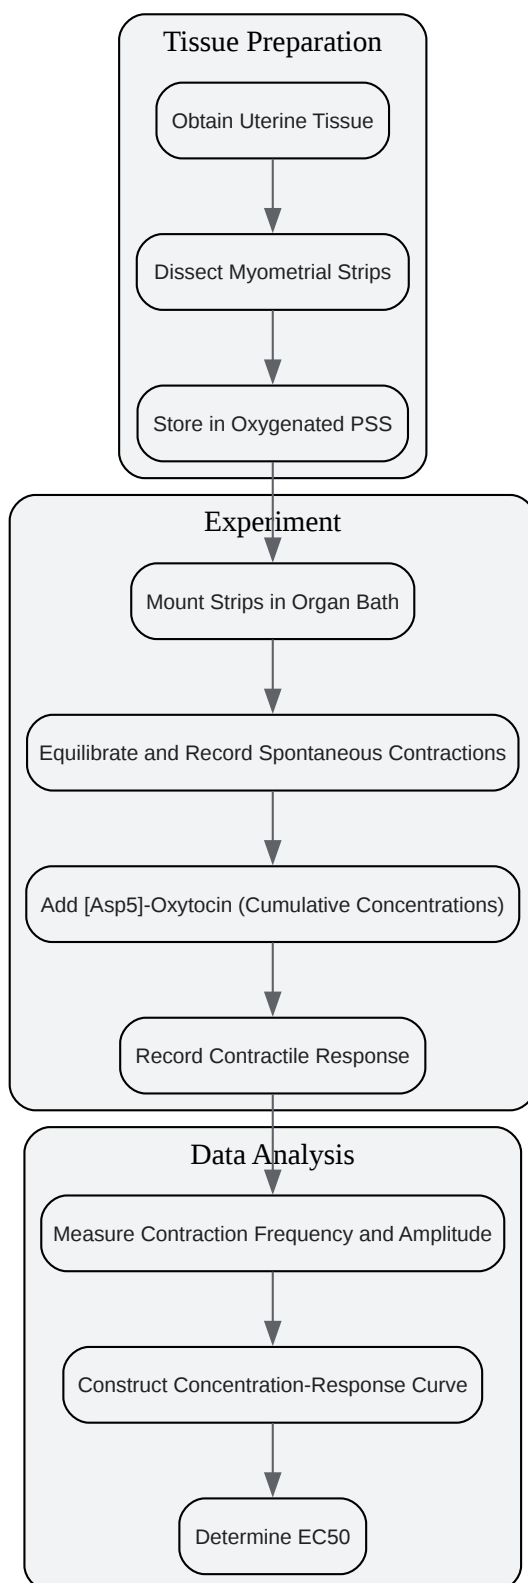 Tissue Preparation
Obtain Uterine Tissue
Dissect Myometrial Strips
Store in Oxygenated PSS
Experiment
Mount Strips in Organ Bath
Equilibrate and Record Spontaneous Contractions
Add [Asp5]-Oxytocin (Cumulative Concentrations)
Record Contractile Response
Data Analysis
Measure Contraction Frequency and Amplitude
Construct Concentration-Response Curve
Determine EC50